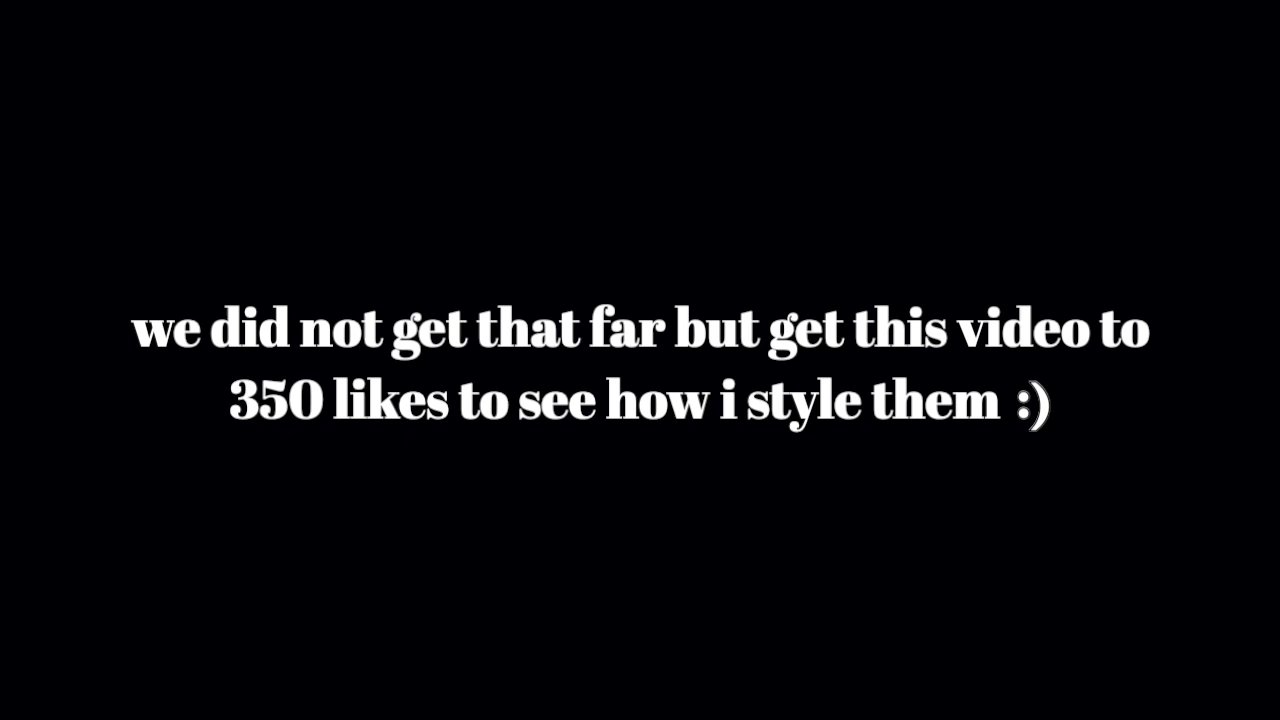 we did not get that far but get this video to
350 likes to see how i style them :)